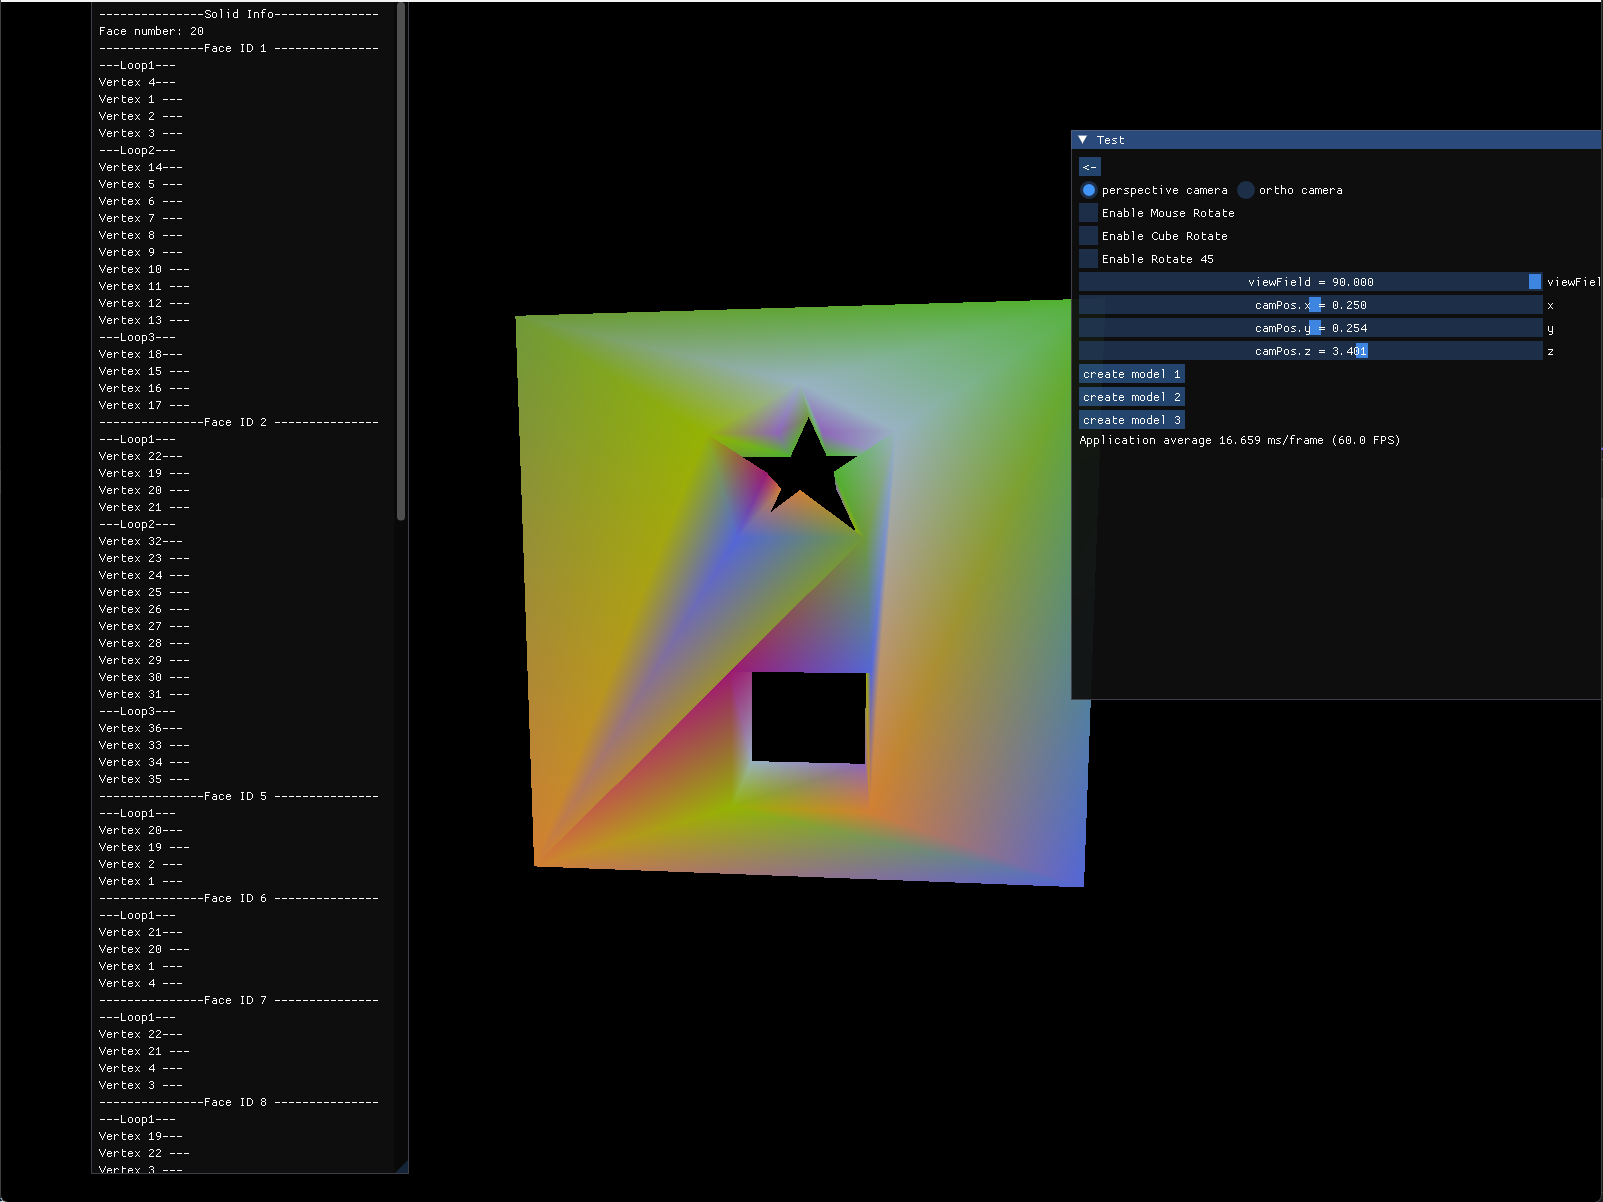 ---------------Solid Info---------------
Face number: 20
---------------Face ID 1 ---------------
---Loop1---
Vertex 4---
Vertex 1 ---
Vertex 2 ---
Vertex 3 ---
---Loop2---
Vertex 14---
Vertex 5 ---
Vertex 6 ---
Vertex 7 ---
Vertex 8 ---
Vertex 9 ---
Vertex 10 ---
Vertex 11 ---
Vertex 12 ---
Vertex 13 ---
---Loop3---
Vertex 18---
Vertex 15 ---
Vertex 16 ---
Vertex 17 ---
---------------Face ID 2 ---------------
---Loop1---
Vertex 22---
Vertex 19 ---
Vertex 20 ---
Vertex 21 ---
---Loop2---
Vertex 32---
Vertex 23 ---
Vertex 24 ---
Vertex 25 ---
Vertex 26 ---
Vertex 27 ---
Vertex 28 ---
Vertex 29 ---
Vertex 30 ---
Vertex 31 ---
---Loop3---
Vertex 36---
Vertex 33 ---
Vertex 34 ---
Vertex 35 ---
---------------Face ID 5 ---------------
---Loop1---
Vertex 20---
Vertex 19 ---
Vertex 2 ---
Vertex 1 ---
---------------Face ID 6 ---------------
---Loop1---
Vertex 21---
Vertex 20 ---
Vertex 1 ---
Vertex 4 ---
---------------Face ID 7 ---------------
---Loop1---
Vertex 22---
Vertex 21 ---
Vertex 4 ---
Vertex 3 ---
---------------Face ID 8 ---------------
---Loop1---
Vertex 19---
Vertex 22 ---
Vertex 3 ---
Test
<-
perspective camera ortho camera
Enable Mouse Rotate
Enable Cube Rotate
Enable Rotate 45
viewField = 90.000 viewFiel
camPos.x = 0.250 x
camPos.y = 0.254 y
camPos.z = 3.401 z
create model 1
create model 2
create model 3
Application average 16.659 ms/frame (60.0 FPS)